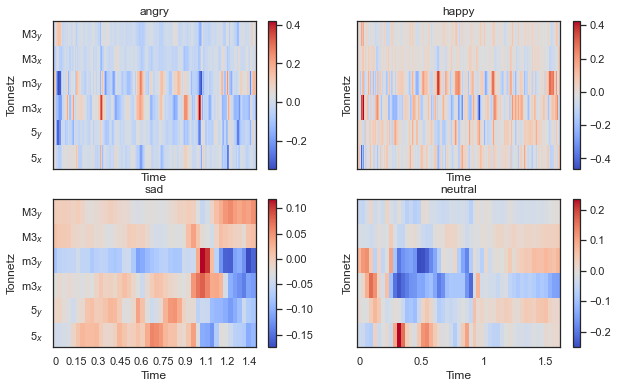 angry
M3y
M3x
m3y
m3x
5y
5x
Tonnetz
Time
0.4
0.2
0.0
−0.2
happy
Tonnetz
Time
0.4
0.2
0.0
−0.2
−0.4
sad
M3y
M3x
m3y
m3x
5y
5x
Tonnetz
0 0.15 0.3 0.45 0.6 0.75 0.9 1.1 1.2 1.4
Time
0.10
0.05
0.00
−0.05
−0.10
−0.15
neutral
Tonnetz
0 0.5 1 1.5
Time
0.2
0.1
0.0
−0.1
−0.2